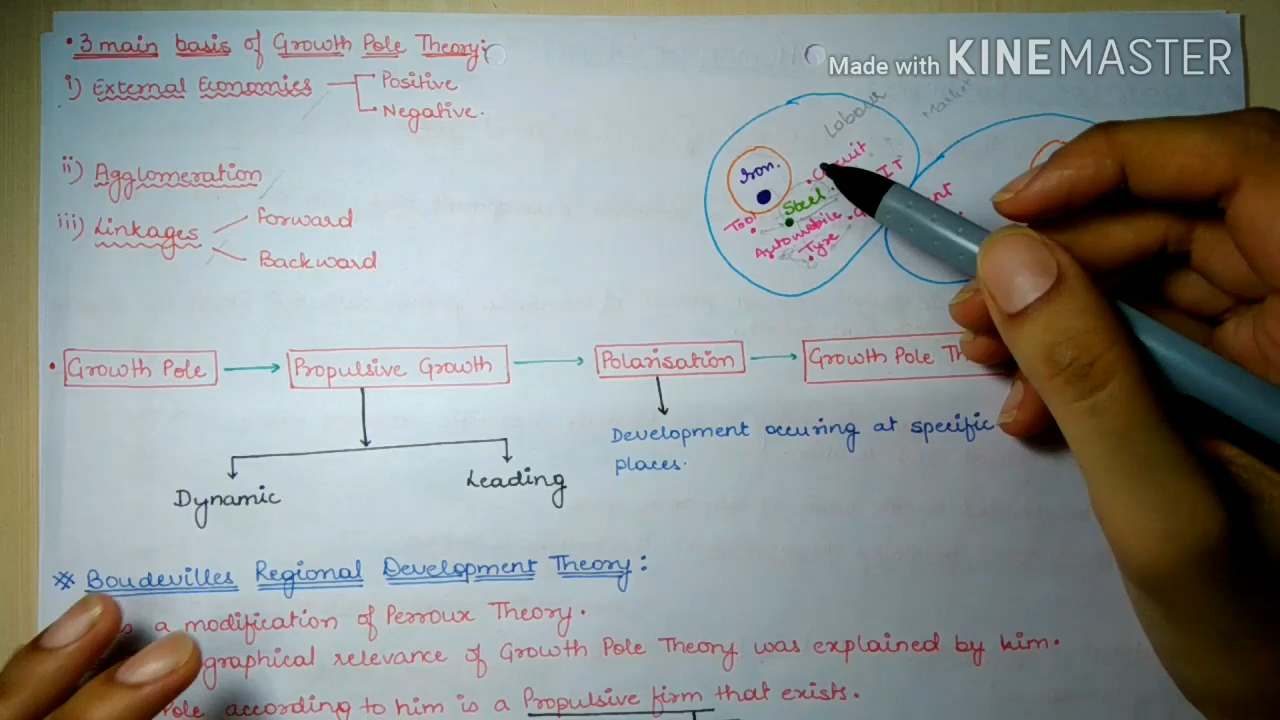 • 3 main basis of Growth Pole Theory:
i) External Economies
Positive
Negative.
ii) Agglomeration
iii) Linkages
Forward
Backward
Made with KINEMASTER
Labour
Market
Iron.
Steel
Circuit
IT
Tool
Automobile
Tyre
• Growth Pole
Propulsive Growth
Polarisation
Growth Pole Th
Development occuring at specific
places.
Dynamic
Leading
* Boudevilles Regional Development Theory:
a modification of Perroux Theory.
graphical relevance of Growth Pole Theory was explained by him.
Pole according to him is a Propulsive firm that exists.